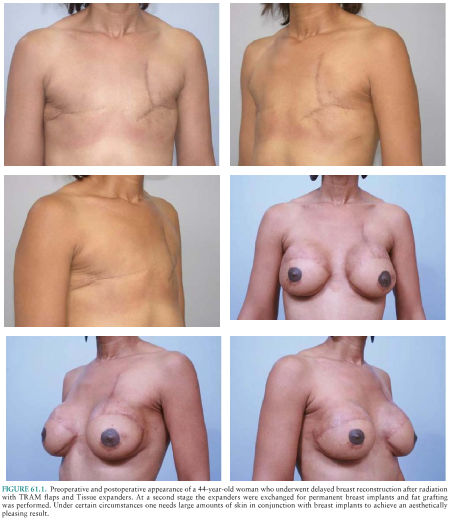 FIGURE 61.1. Preoperative and postoperative appearance of a 44-year-old woman who underwent delayed breast reconstruction after radiation
with TRAM flaps and Tissue expanders. At a second stage the expanders were exchanged for permanent breast implants and fat grafting
was performed. Under certain circumstances one needs large amounts of skin in conjunction with breast implants to achieve an aesthetically
pleasing result.